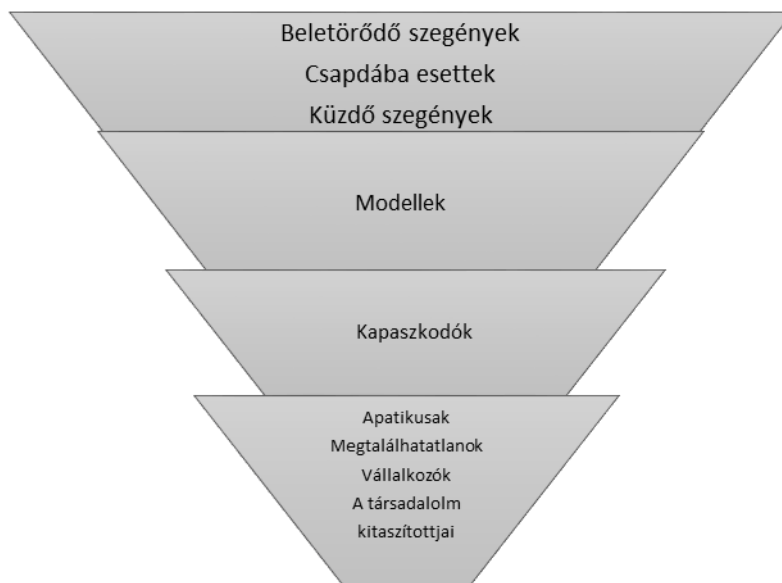 Beletörődő szegények
Csapdába esettek
Küzdő szegények
Modellek
Kapaszkodók
Apatikusak
Megtalálhatatlanok
Vállalkozók
A társadalolm
kitaszítottjai